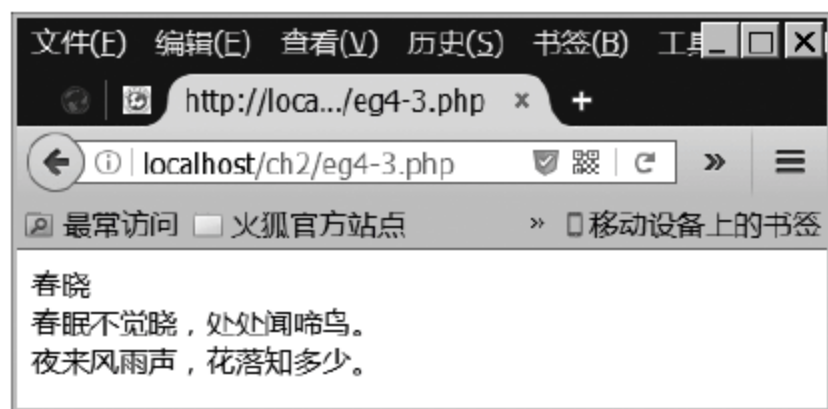 文件(F) 编辑(E) 查看(V) 历史(S) 书签(B) 工具
http://loca.../eg4-3.php
localhost/ch2/eg4-3.php
最常访问 火狐官方站点 » 移动设备上的书签
春晓
春眠不觉晓，处处闻啼鸟。
夜来风雨声，花落知多少。